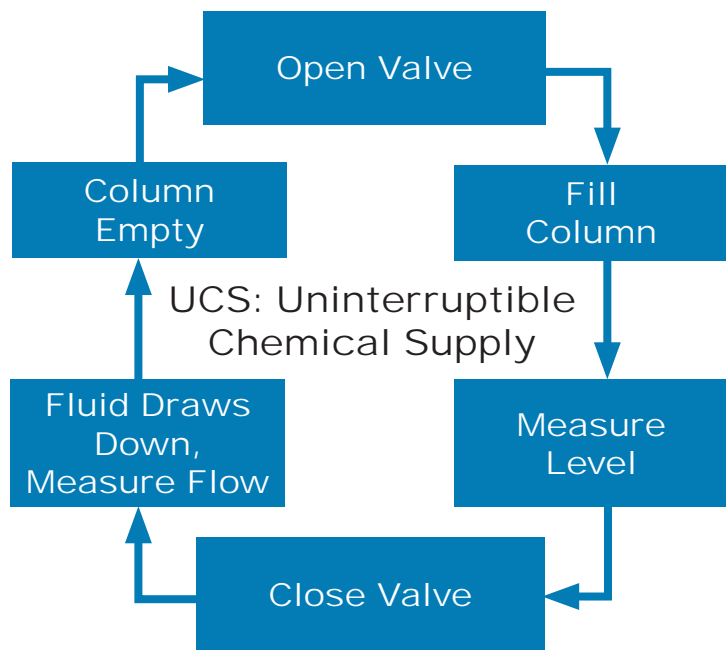 Open Valve
Column
Empty
Fill
Column
UCS: Uninterruptible
Chemical Supply
Fluid Draws
Down,
Measure Flow
Measure
Level
Close Valve